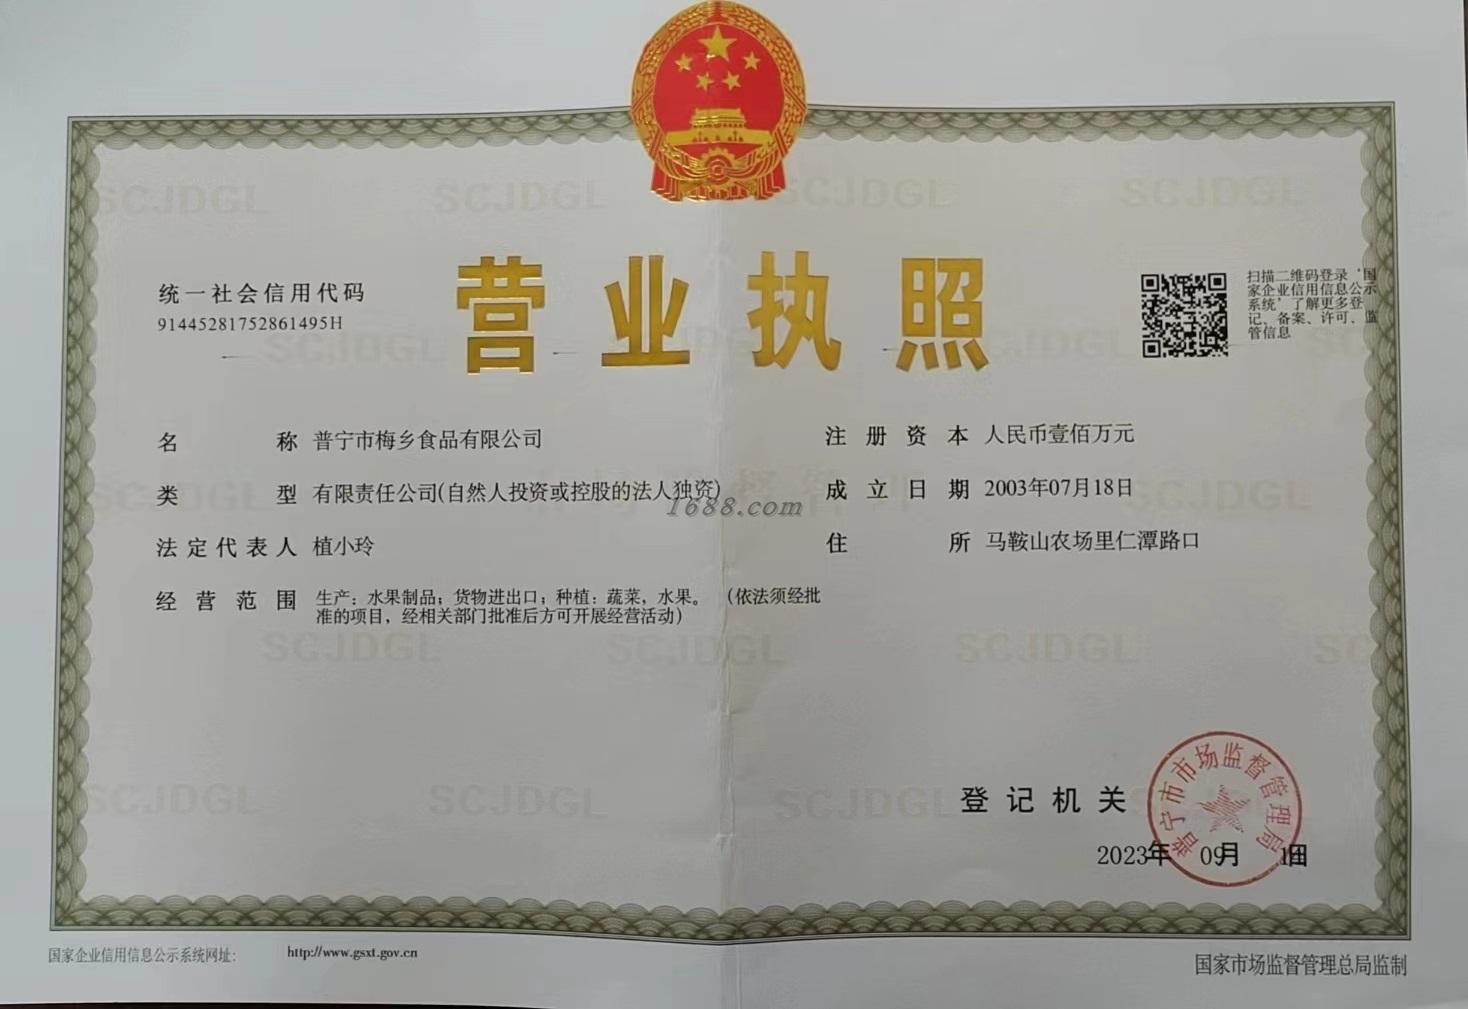 营业执照
统一社会信用代码
91445281752861495H
扫描二维码登录‘国
家企业信用信息公示
系统’了解更多登
记、备案、许可、监
管信息
名称 普宁市梅乡食品有限公司
类型 有限责任公司(自然人投资或控股的法人独资)
法定代表人 植小玲
经营范围 生产：水果制品；货物进出口；种植：蔬菜，水果。（依法须经批
准的项目，经相关部门批准后方可开展经营活动）
注册资本 人民币壹佰万元
成立日期 2003年07月18日
住所 马鞍山农场里仁潭路口
1688.com
登记机关
普宁市市场监督管理局
2023年 09月 日
国家企业信用信息公示系统网址： http://www.gsxt.gov.cn
国家市场监督管理总局监制